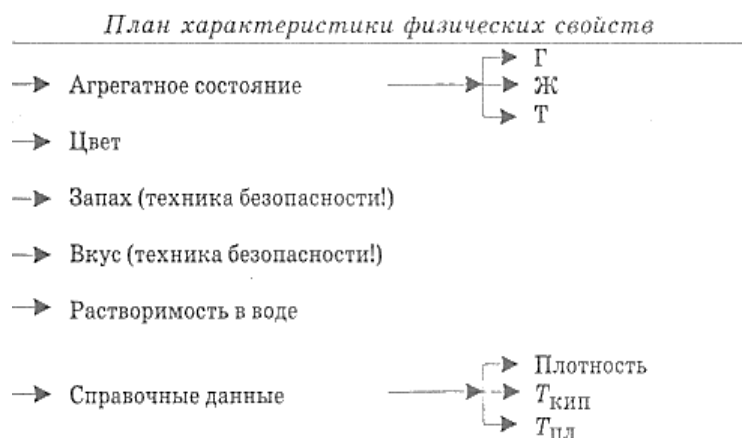 План характеристики физических свойств
Г
Агрегатное состояние
Ж
Т
Цвет
Запах (техника безопасности!)
Вкус (техника безопасности!)
Растворимость в воде
Плотность
Справочные данные
Tкип
Tпл